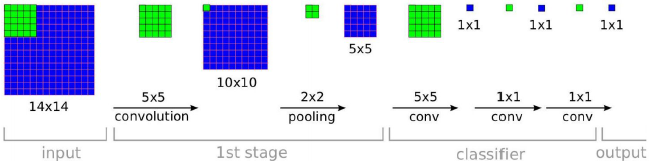 1x1 1x1 1x1
5x5
10x10
14x14
5x5 convolution
2x2 pooling
5x5 conv
1x1 conv
1x1 conv
input
1st stage
classifier
output